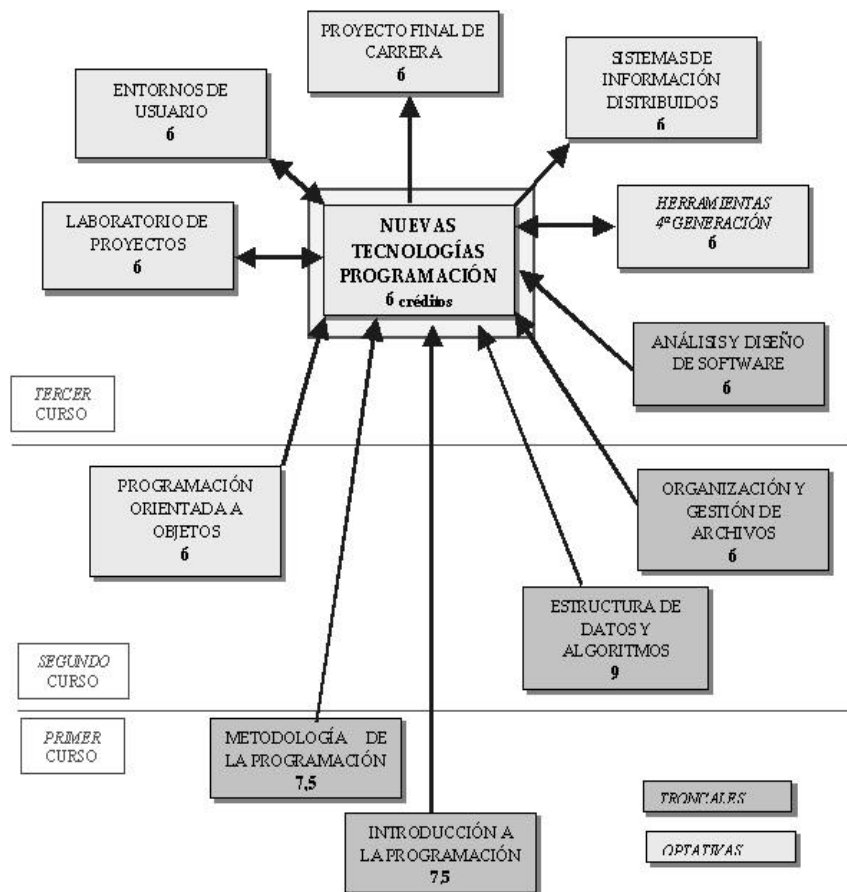 PROYECTO FINAL DE
CARRERA
6
ENTORNOS DE
USUARIO
6
SISTEMAS DE
INFORMACIÓN
DISTRIBUIDOS
6
LABORATORIO DE
PROYECTOS
6
NUEVAS
TECNOLOGÍAS
PROGRAMACIÓN
6 créditos
HERRAMIENTAS
4ª GENERACIÓN
6
ANÁLISIS Y DISEÑO
DE SOFTWARE
6
TERCER
CURSO
PROGRAMACIÓN
ORIENTADA A
OBJETOS
6
ORGANIZACIÓN Y
GESTIÓN DE
ARCHIVOS
6
ESTRUCTURA DE
DATOS Y
ALGORITMOS
9
SEGUNDO
CURSO
PRIMER
CURSO
METODOLOGÍA DE
LA PROGRAMACIÓN
7,5
INTRODUCCIÓN A
LA PROGRAMACIÓN
7,5
TRONCALES
OPTATIVAS